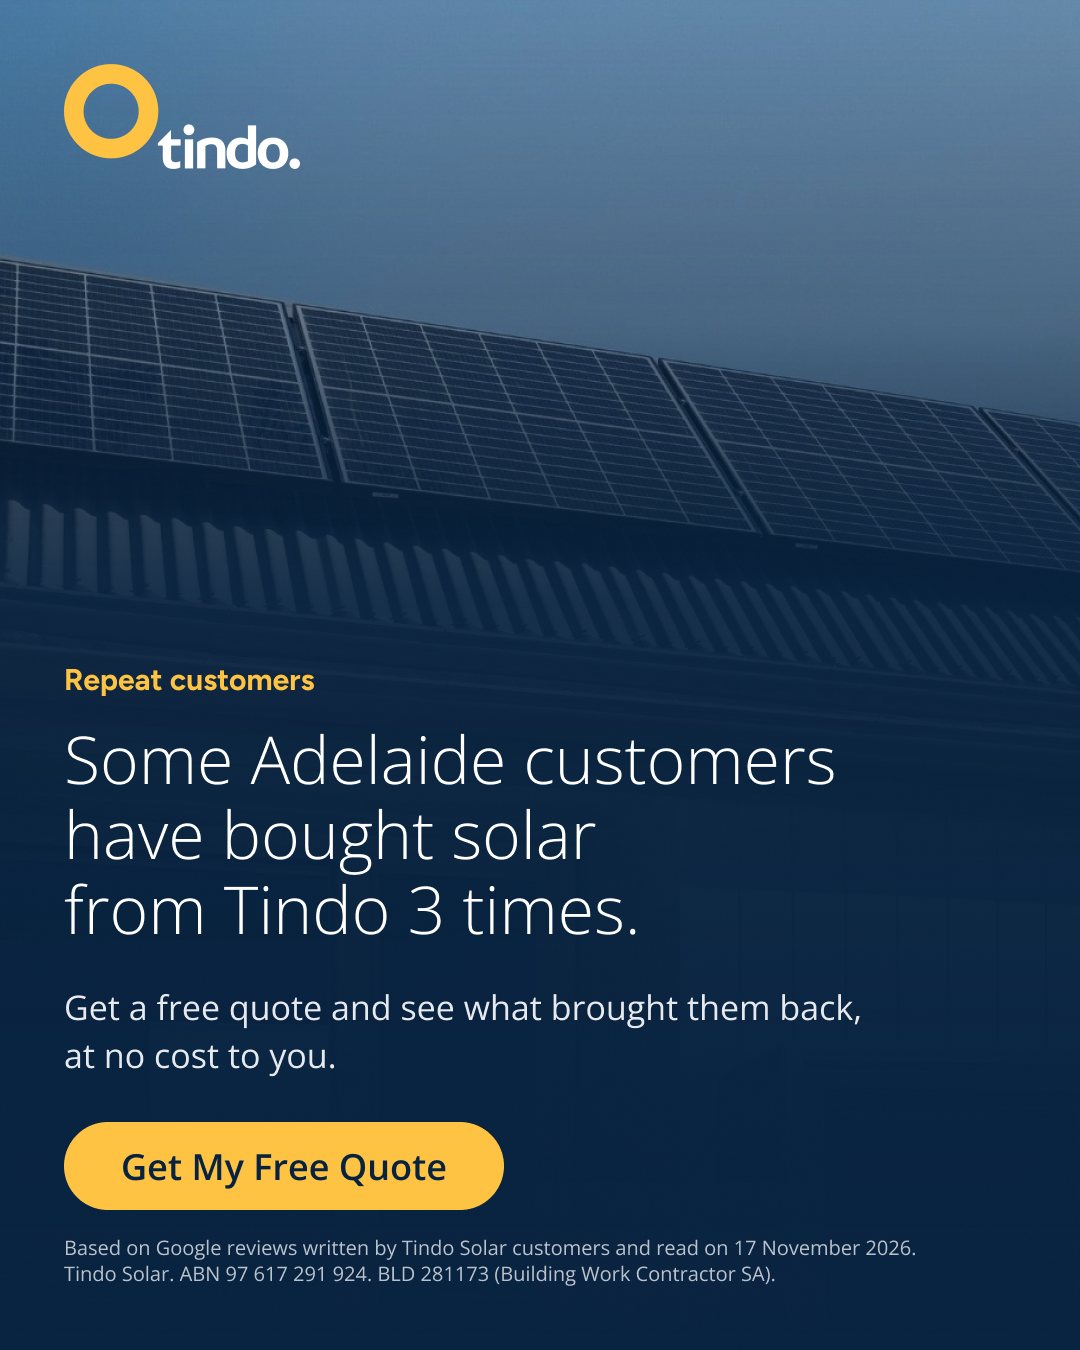 tindo.
Repeat customers
Some Adelaide customers
have bought solar
from Tindo 3 times.
Get a free quote and see what brought them back,
at no cost to you.
Get My Free Quote
Based on Google reviews written by Tindo Solar customers and read on 17 November 2026.
Tindo Solar. ABN 97 617 291 924. BLD 281173 (Building Work Contractor SA).